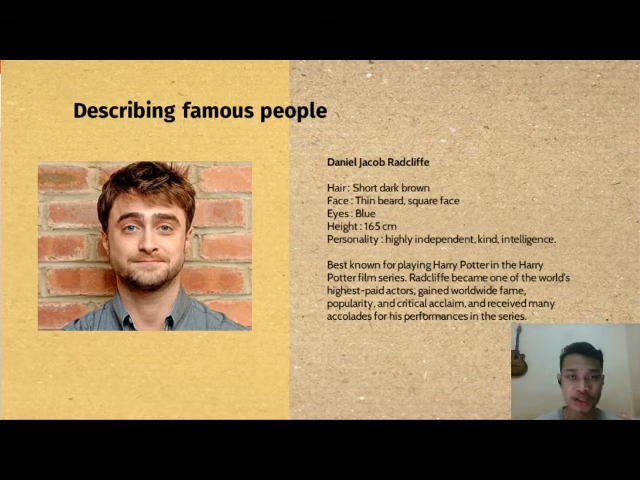 Describing famous people
Daniel Jacob Radcliffe
Hair : Short dark brown
Face : Thin beard, square face
Eyes : Blue
Height : 165 cm
Personality : highly independent, kind, intelligence.
Best known for playing Harry Potter in the Harry
Potter film series. Radcliffe became one of the world's
highest-paid actors, gained worldwide fame,
popularity, and critical acclaim, and received many
accolades for his performances in the series.